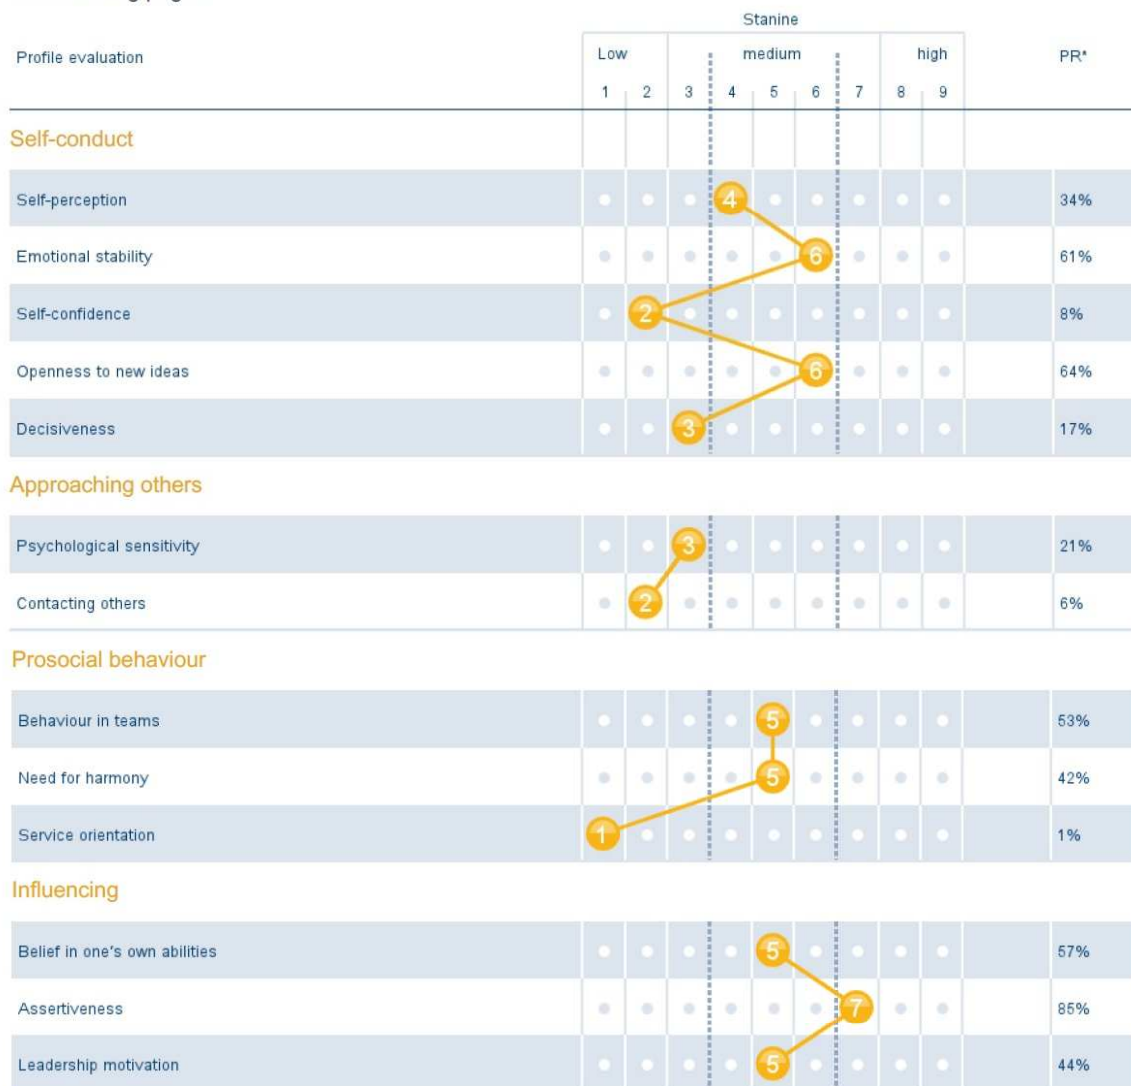 Stanine
Profile evaluation Low medium high PR*
1 2 3 4 5 6 7 8 9
Self-conduct
Self-perception 4 34%
Emotional stability 6 61%
Self-confidence 2 8%
Openness to new ideas 6 64%
Decisiveness 3 17%
Approaching others
Psychological sensitivity 3 21%
Contacting others 2 6%
Prosocial behaviour
Behaviour in teams 5 53%
Need for harmony 5 42%
Service orientation 1 1%
Influencing
Belief in one's own abilities 5 57%
Assertiveness 7 85%
Leadership motivation 5 44%